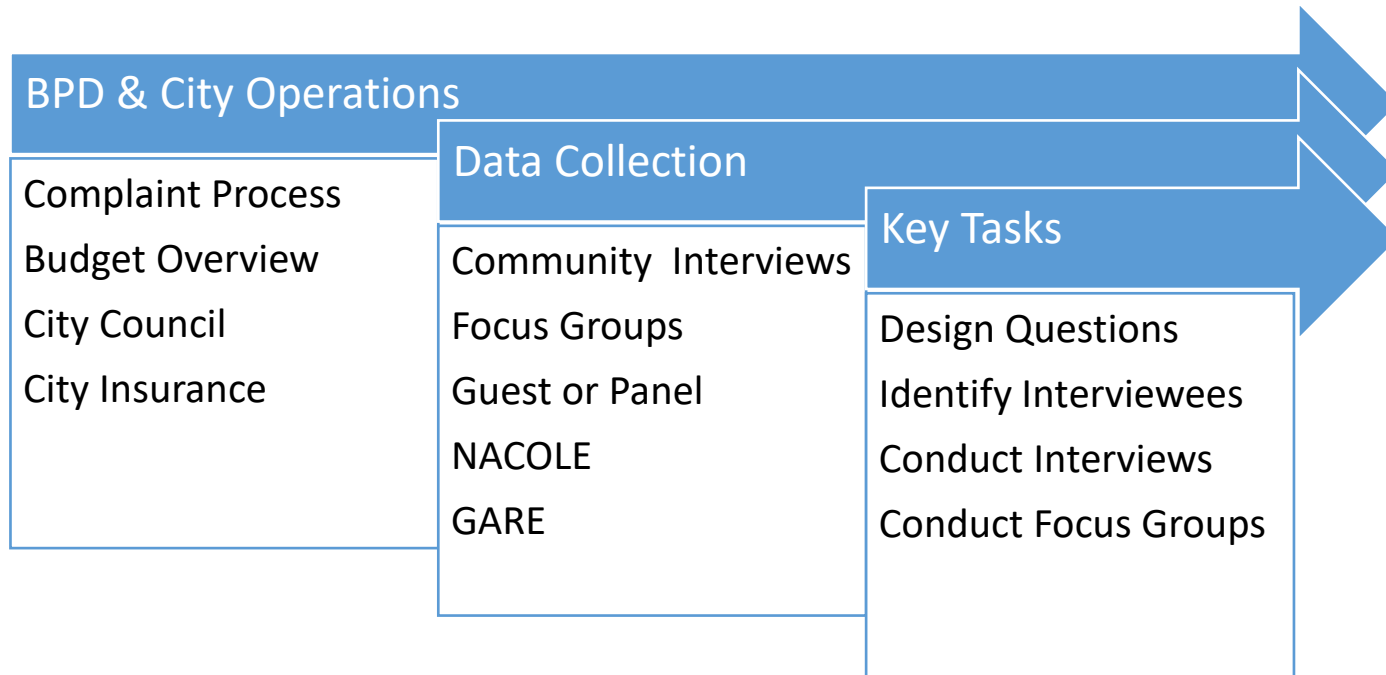 BPD & City Operations
Complaint Process
Budget Overview
City Council
City Insurance
Data Collection
Community  Interviews
Focus Groups
Guest or Panel
NACOLE
GARE
Key Tasks
Design Questions
Identify Interviewees
Conduct Interviews
Conduct Focus Groups